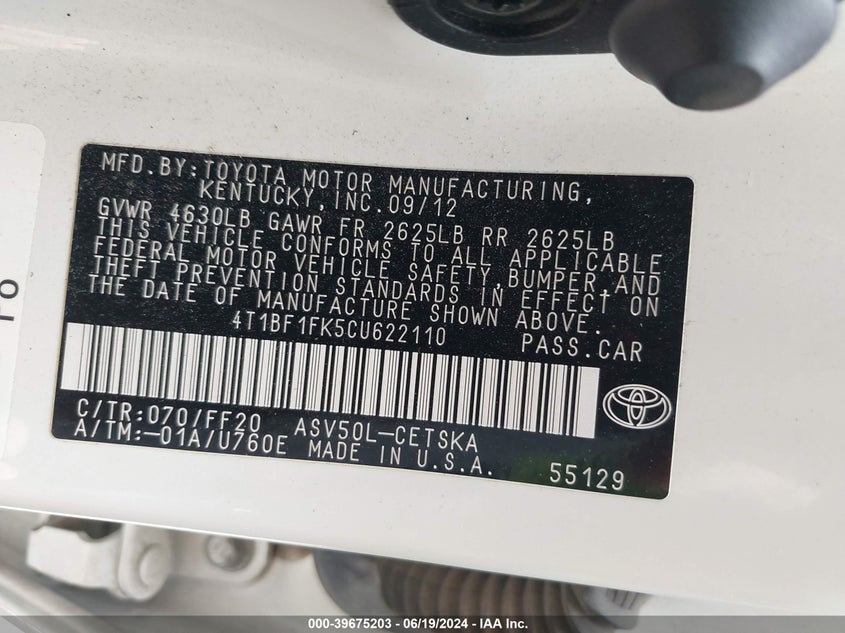 MFD.BY:TOYOTA MOTOR MANUFACTURING,
KENTUCKY,INC.09/12
GVWR 4630LB GAWR FR 2625LB RR 2625LB
THIS VEHICLE CONFORMS TO ALL APPLICABLE
FEDERAL MOTOR VEHICLE SAFETY,BUMPER,AND
THEFT PREVENTION STANDARDS IN EFFECT ON
THE DATE OF MANUFACTURE SHOWN ABOVE.
4T1BF1FK5CU622110 PASS.CAR
C/TR:070/FF20 ASV50L-CETSKA
A/TM:-01A/U760E MADE IN U.S.A. 55129
000-39675203 - 06/19/2024 - IAA Inc.